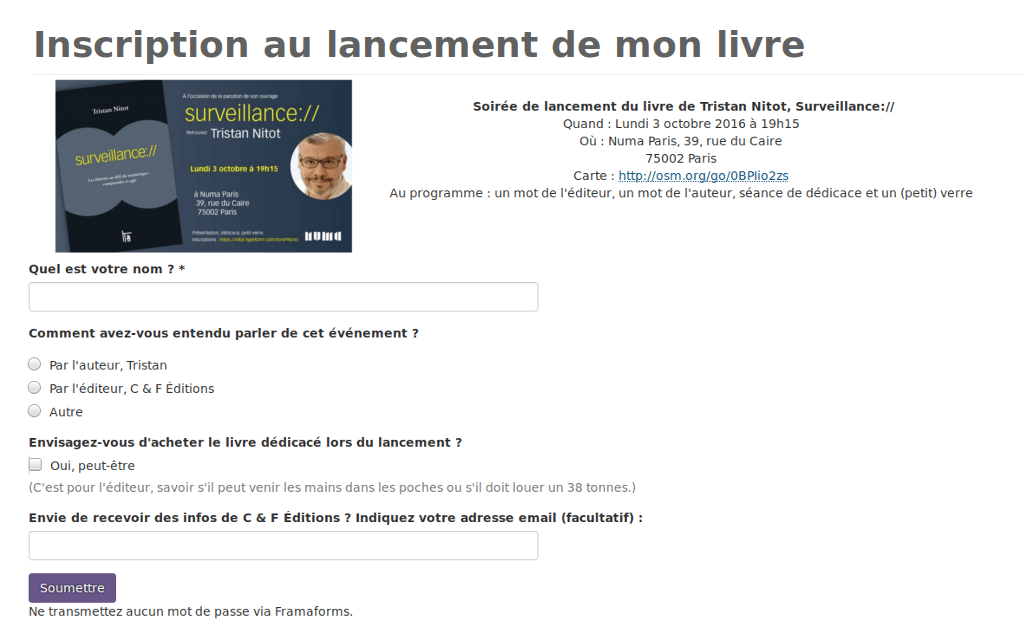 Inscription au lancement de mon livre
Tristan Nitot
surveillance://
Les libertés au défi du numérique :
comprendre et agir
À l'occasion de la parution de son ouvrage
surveillance://
Retrouvez Tristan Nitot
Lundi 3 octobre à 19h15
à Numa Paris
39, rue du Caire
75002 Paris
Présentation, dédicace, petit verre.
Inscriptions : https://nitot.typeform.com/to/
NUMA
Soirée de lancement du livre de Tristan Nitot, Surveillance://
Quand : Lundi 3 octobre 2016 à 19h15
Où : Numa Paris, 39, rue du Caire
75002 Paris
Carte : http://osm.org/go/0BPIio2zs
Au programme : un mot de l'éditeur, un mot de l'auteur, séance de dédicace et un (petit) verre
Quel est votre nom ? *
Comment avez-vous entendu parler de cet événement ?
Par l'auteur, Tristan
Par l'éditeur, C & F Éditions
Autre
Envisagez-vous d'acheter le livre dédicacé lors du lancement ?
Oui, peut-être
(C'est pour l'éditeur, savoir s'il peut venir les mains dans les poches ou s'il doit louer un 38 tonnes.)
Envie de recevoir des infos de C & F Éditions ? Indiquez votre adresse email (facultatif) :
Soumettre
Ne transmettez aucun mot de passe via Framaforms.